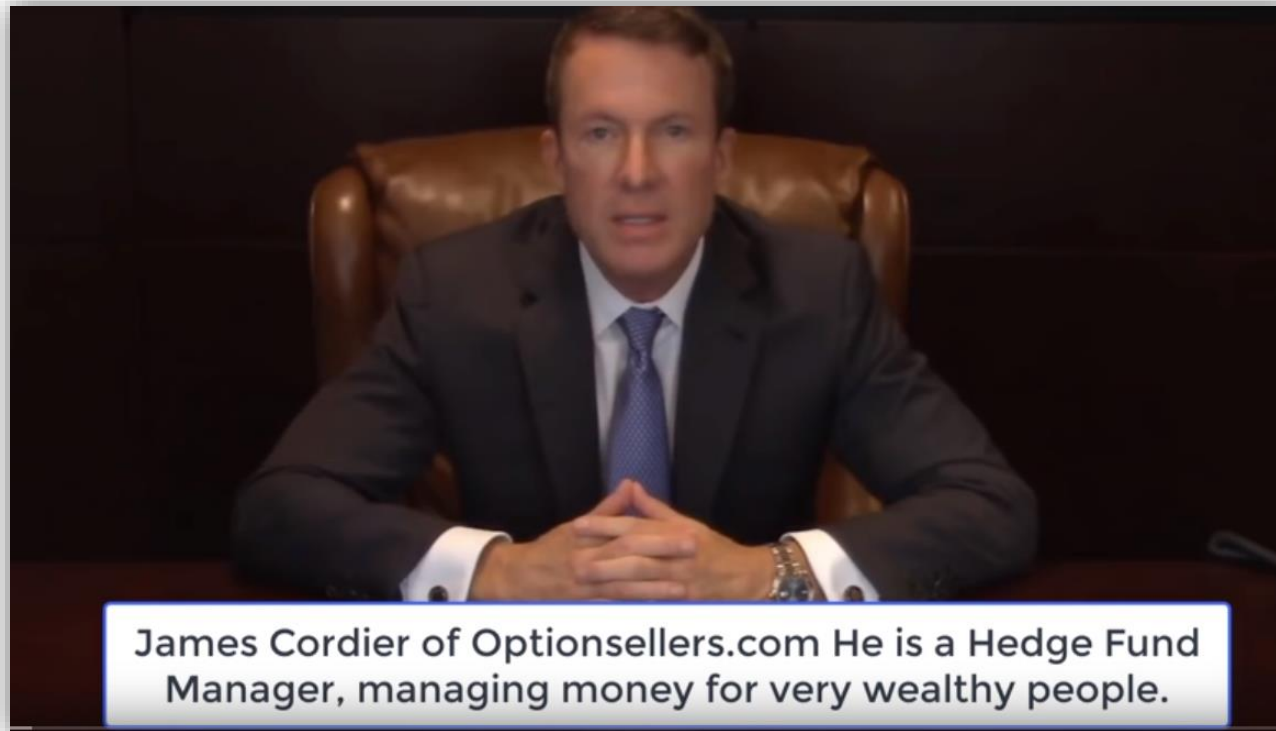 James Cordier of Optionsellers.com He is a Hedge Fund
Manager, managing money for very wealthy people.